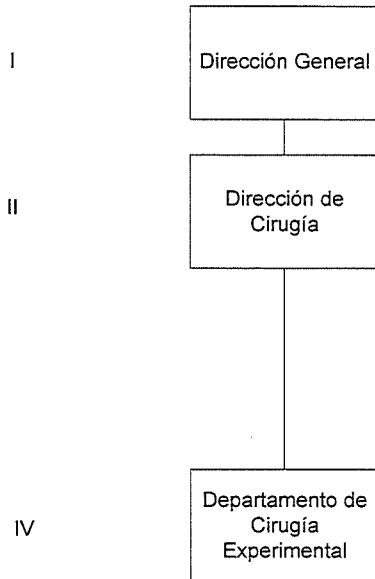 I
Dirección General
II
Dirección de
Cirugía
IV
Departamento de
Cirugía
Experimental